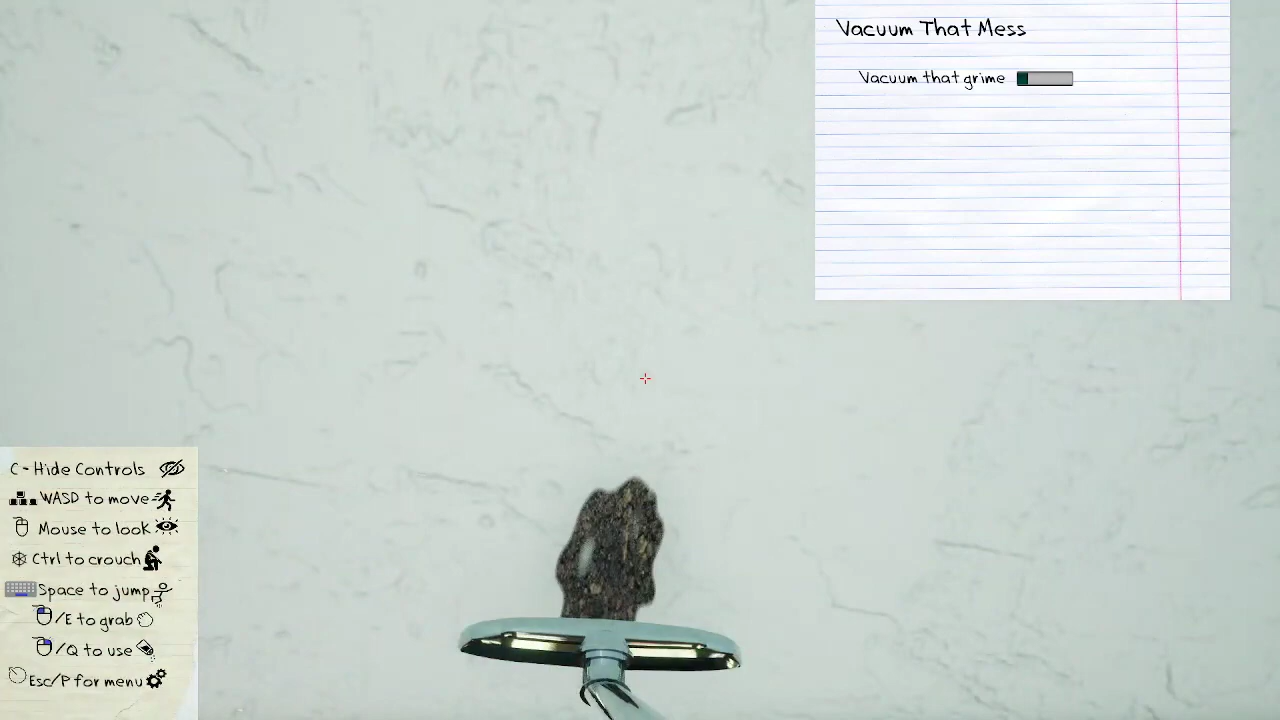 Vacuum That Mess
Vacuum that grime
C - Hide Controls
WASD to move
Mouse to look
Ctrl to crouch
Space to jump
/E to grab
/Q to use
Esc/P for menu